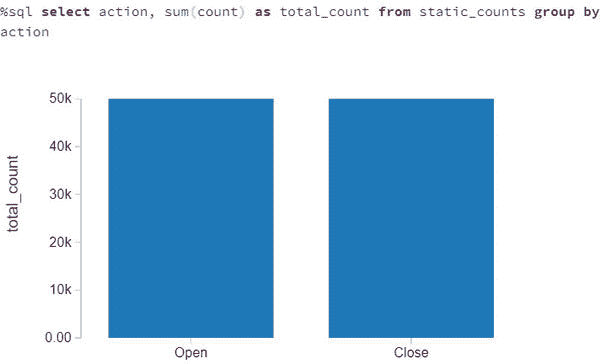 %sql select action, sum(count) as total_count from static_counts group by
action
50k
40k
30k
20k
10k
0.00
total_count
Open Close